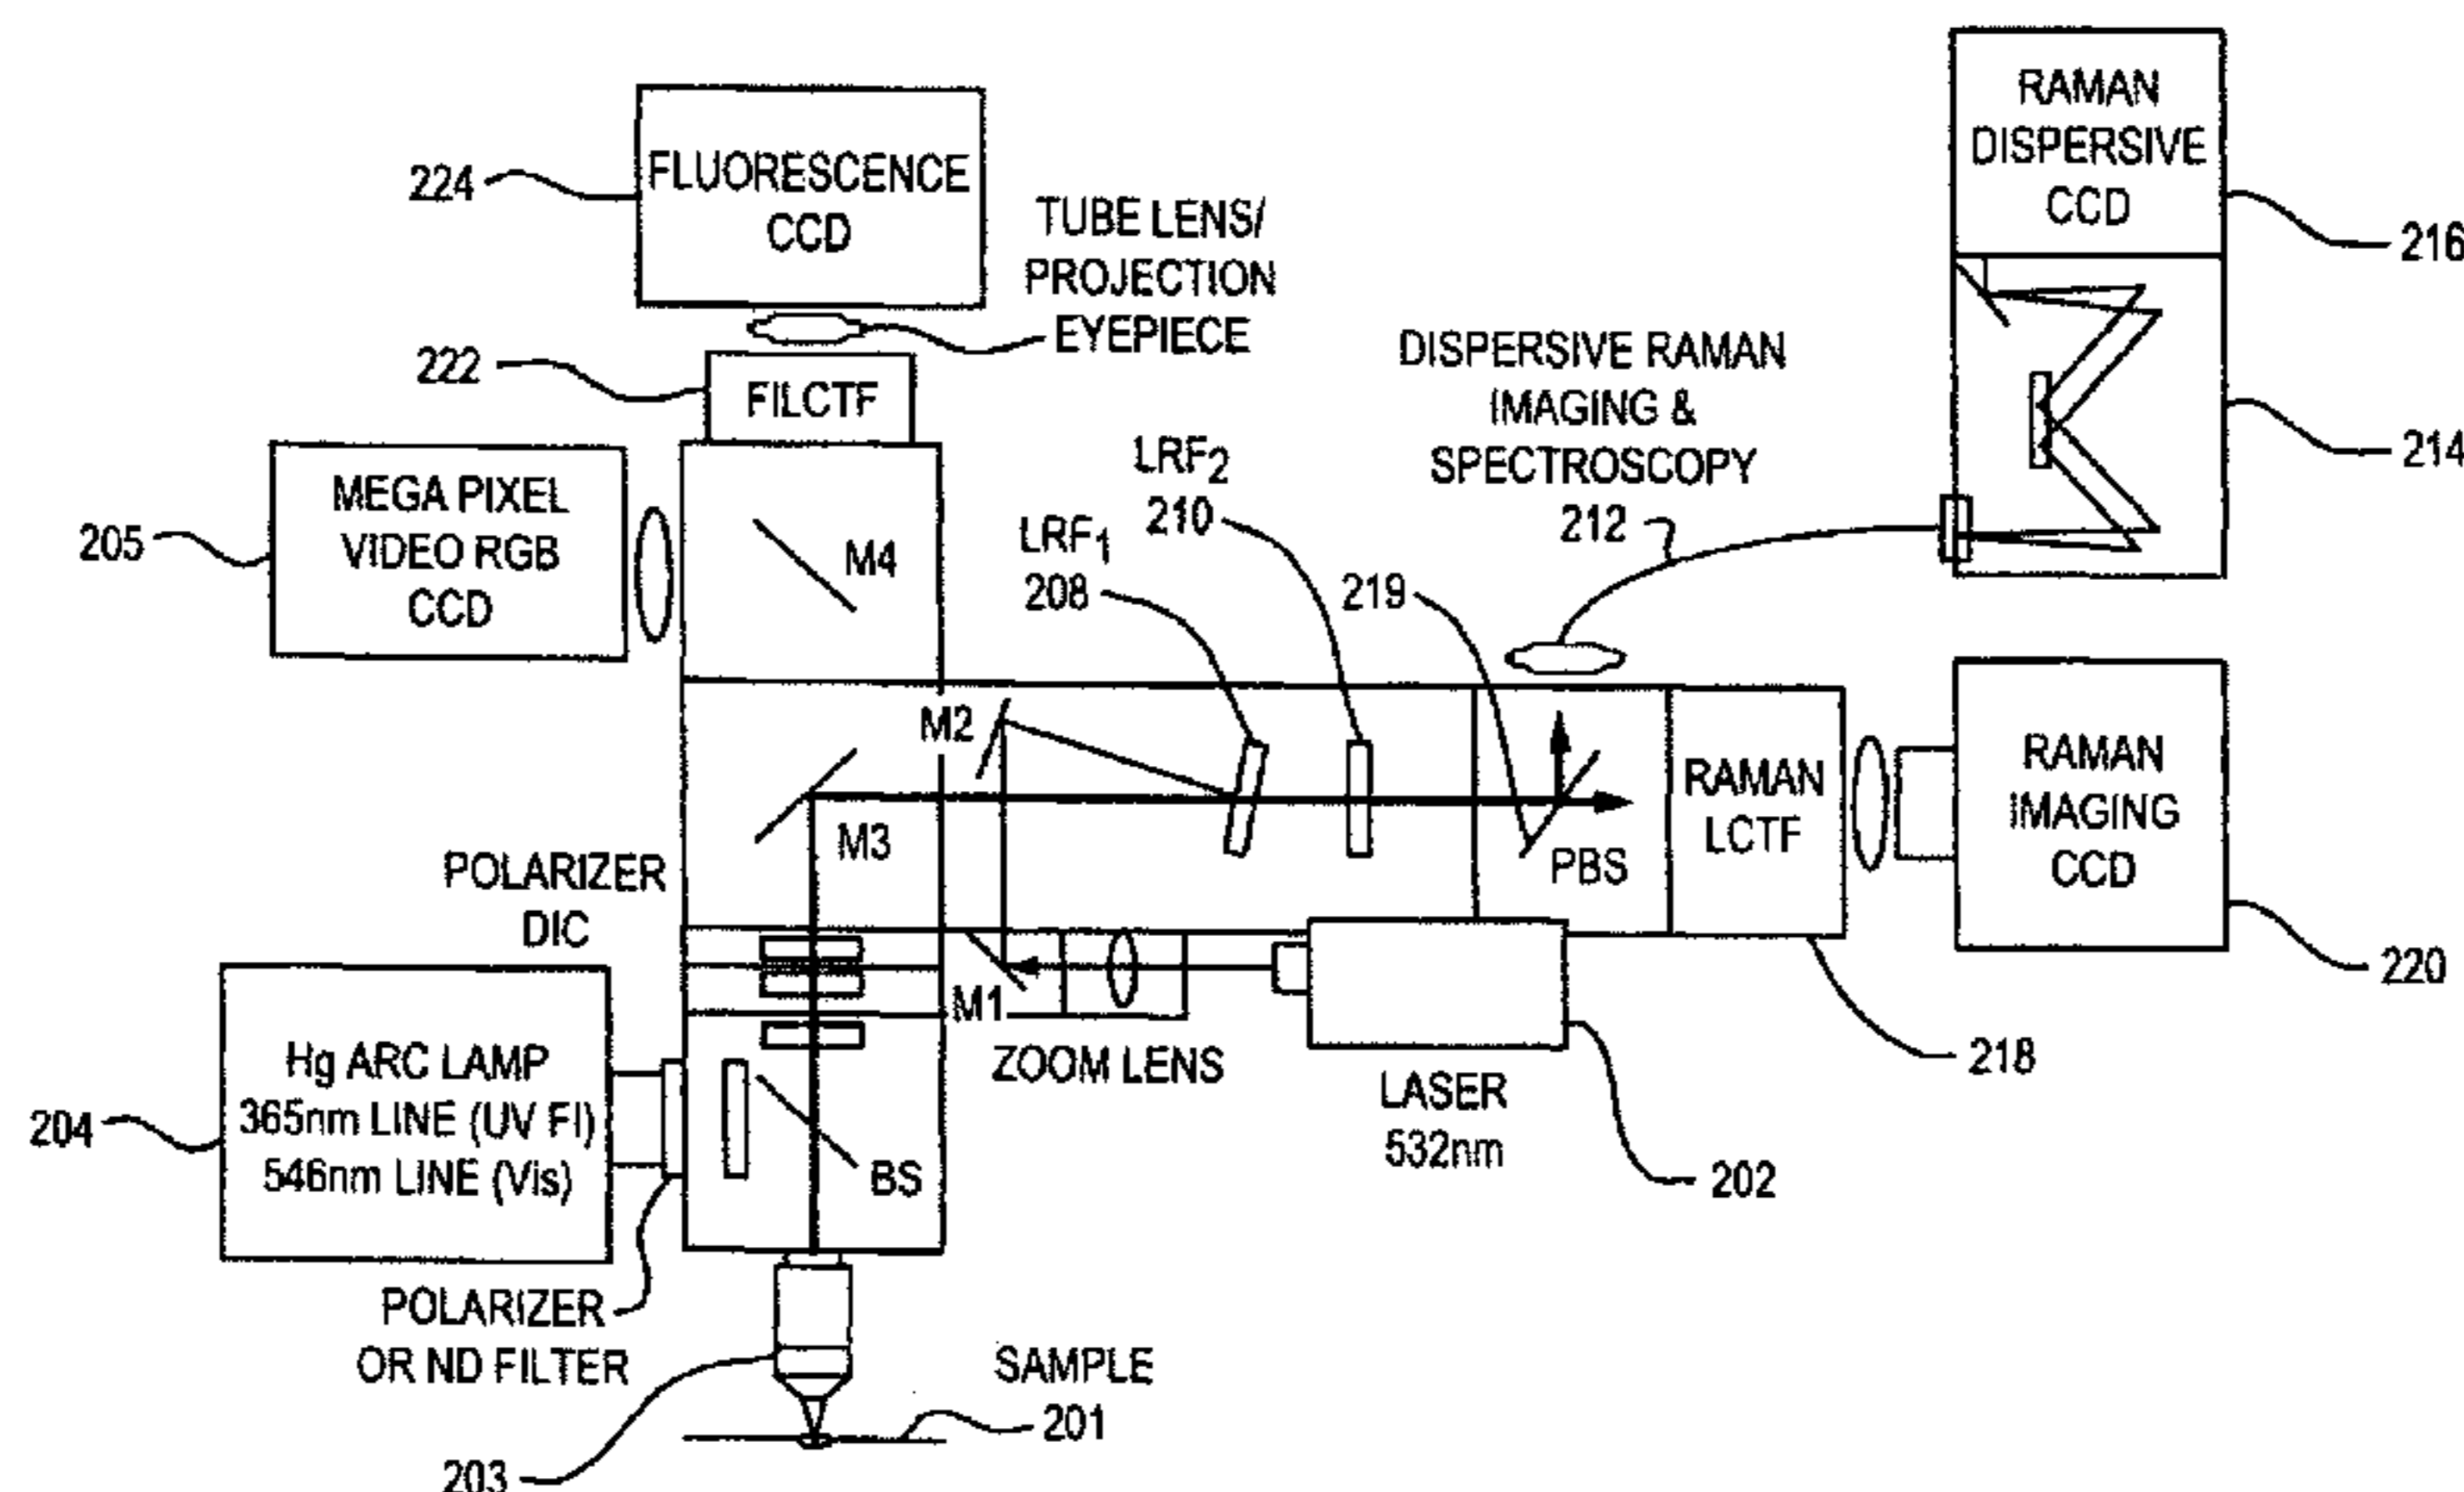 RAMAN
DISPERSIVE
CCD
216
214
FLUORESCENCE
CCD
224
TUBE LENS/
PROJECTION
EYEPIECE
222
FILCTF
DISPERSIVE RAMAN
IMAGING &
SPECTROSCOPY
212
MEGA PIXEL
VIDEO RGB
CCD
205
M4
LRF1
208
LRF2
210
219
M2
M3
PBS
RAMAN
LCTF
RAMAN
IMAGING
CCD
220
218
POLARIZER
DIC
M1
ZOOM LENS
LASER
532nm
202
Hg ARC LAMP
365nm LINE (UV FI)
546nm LINE (Vis)
204
BS
POLARIZER
OR ND FILTER
SAMPLE
201
203